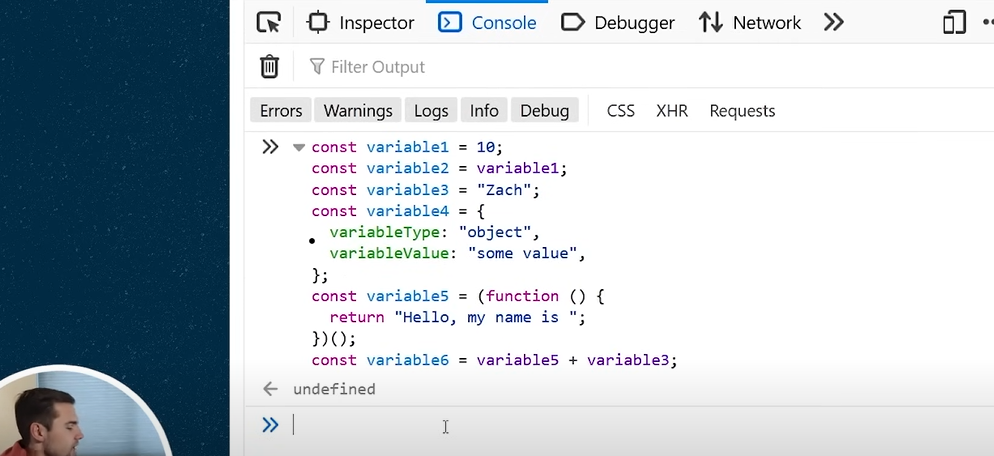 Inspector Console Debugger Network
Filter Output
Errors Warnings Logs Info Debug CSS XHR Requests
const variable1 = 10;
const variable2 = variable1;
const variable3 = "Zach";
const variable4 = {
  variableType: "object",
  variableValue: "some value",
};
const variable5 = (function () {
  return "Hello, my name is ";
})();
const variable6 = variable5 + variable3;
undefined